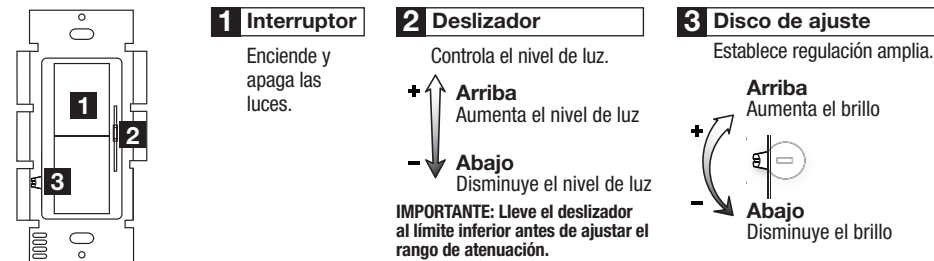 1
2
3
1 Interruptor
Enciende y
apaga las
luces.
2 Deslizador
Controla el nivel de luz.
+ Arriba
Aumenta el nivel de luz
– Abajo
Disminuye el nivel de luz
IMPORTANTE: Lleve el deslizador
al límite inferior antes de ajustar el
rango de atenuación.
3 Disco de ajuste
Establece regulación amplia.
Arriba
Aumenta el brillo
+
–
Abajo
Disminuye el brillo